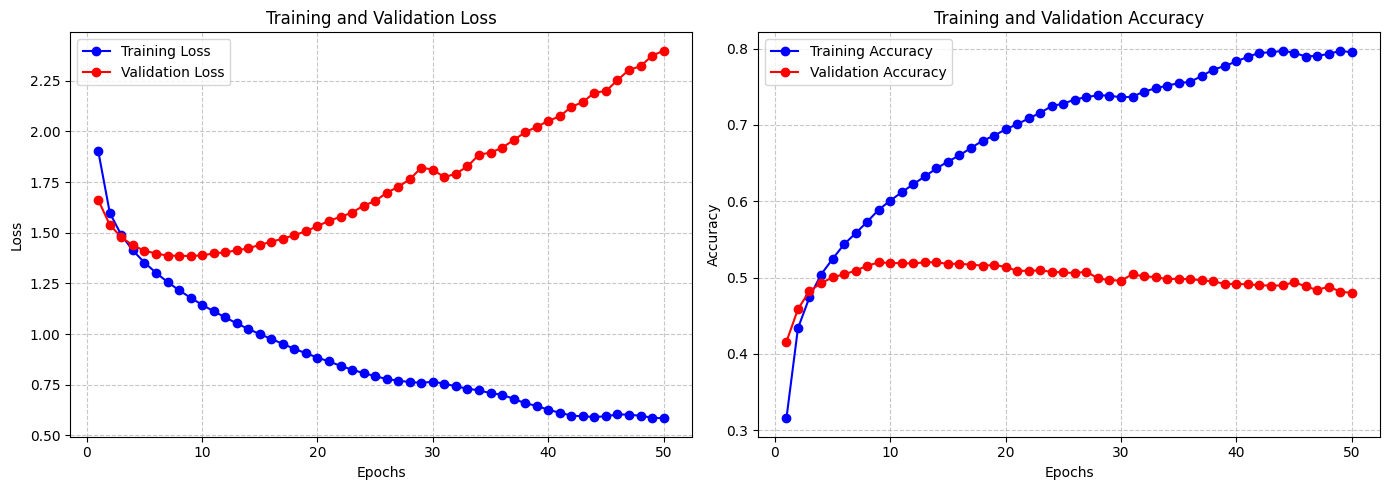 Training and Validation Loss
Training Loss
Validation Loss
2.25
2.00
1.75
1.50
1.25
1.00
0.75
0.50
Loss
0 10 20 30 40 50
Epochs
Training and Validation Accuracy
Training Accuracy
Validation Accuracy
0.8
0.7
0.6
0.5
0.4
0.3
Accuracy
0 10 20 30 40 50
Epochs